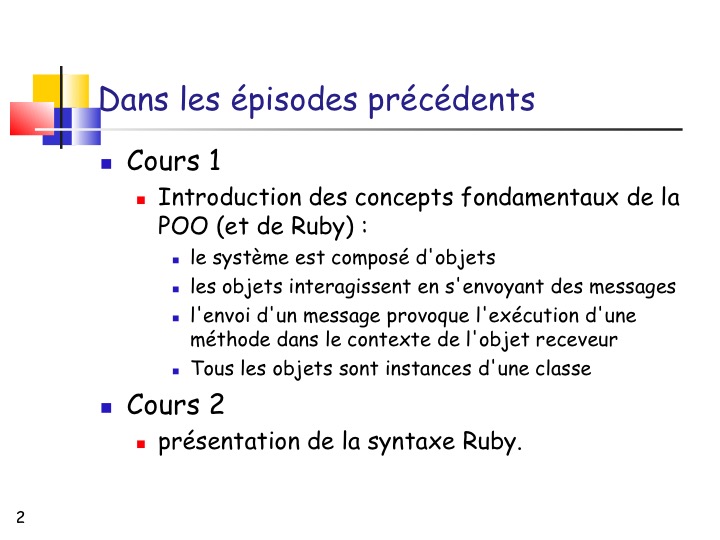 Dans les épisodes précédents
Cours 1
Introduction des concepts fondamentaux de la
POO (et de Ruby) :
le système est composé d'objets
les objets interagissent en s'envoyant des messages
l'envoi d'un message provoque l'exécution d'une
méthode dans le contexte de l'objet receveur
Tous les objets sont instances d'une classe
Cours 2
présentation de la syntaxe Ruby.
2